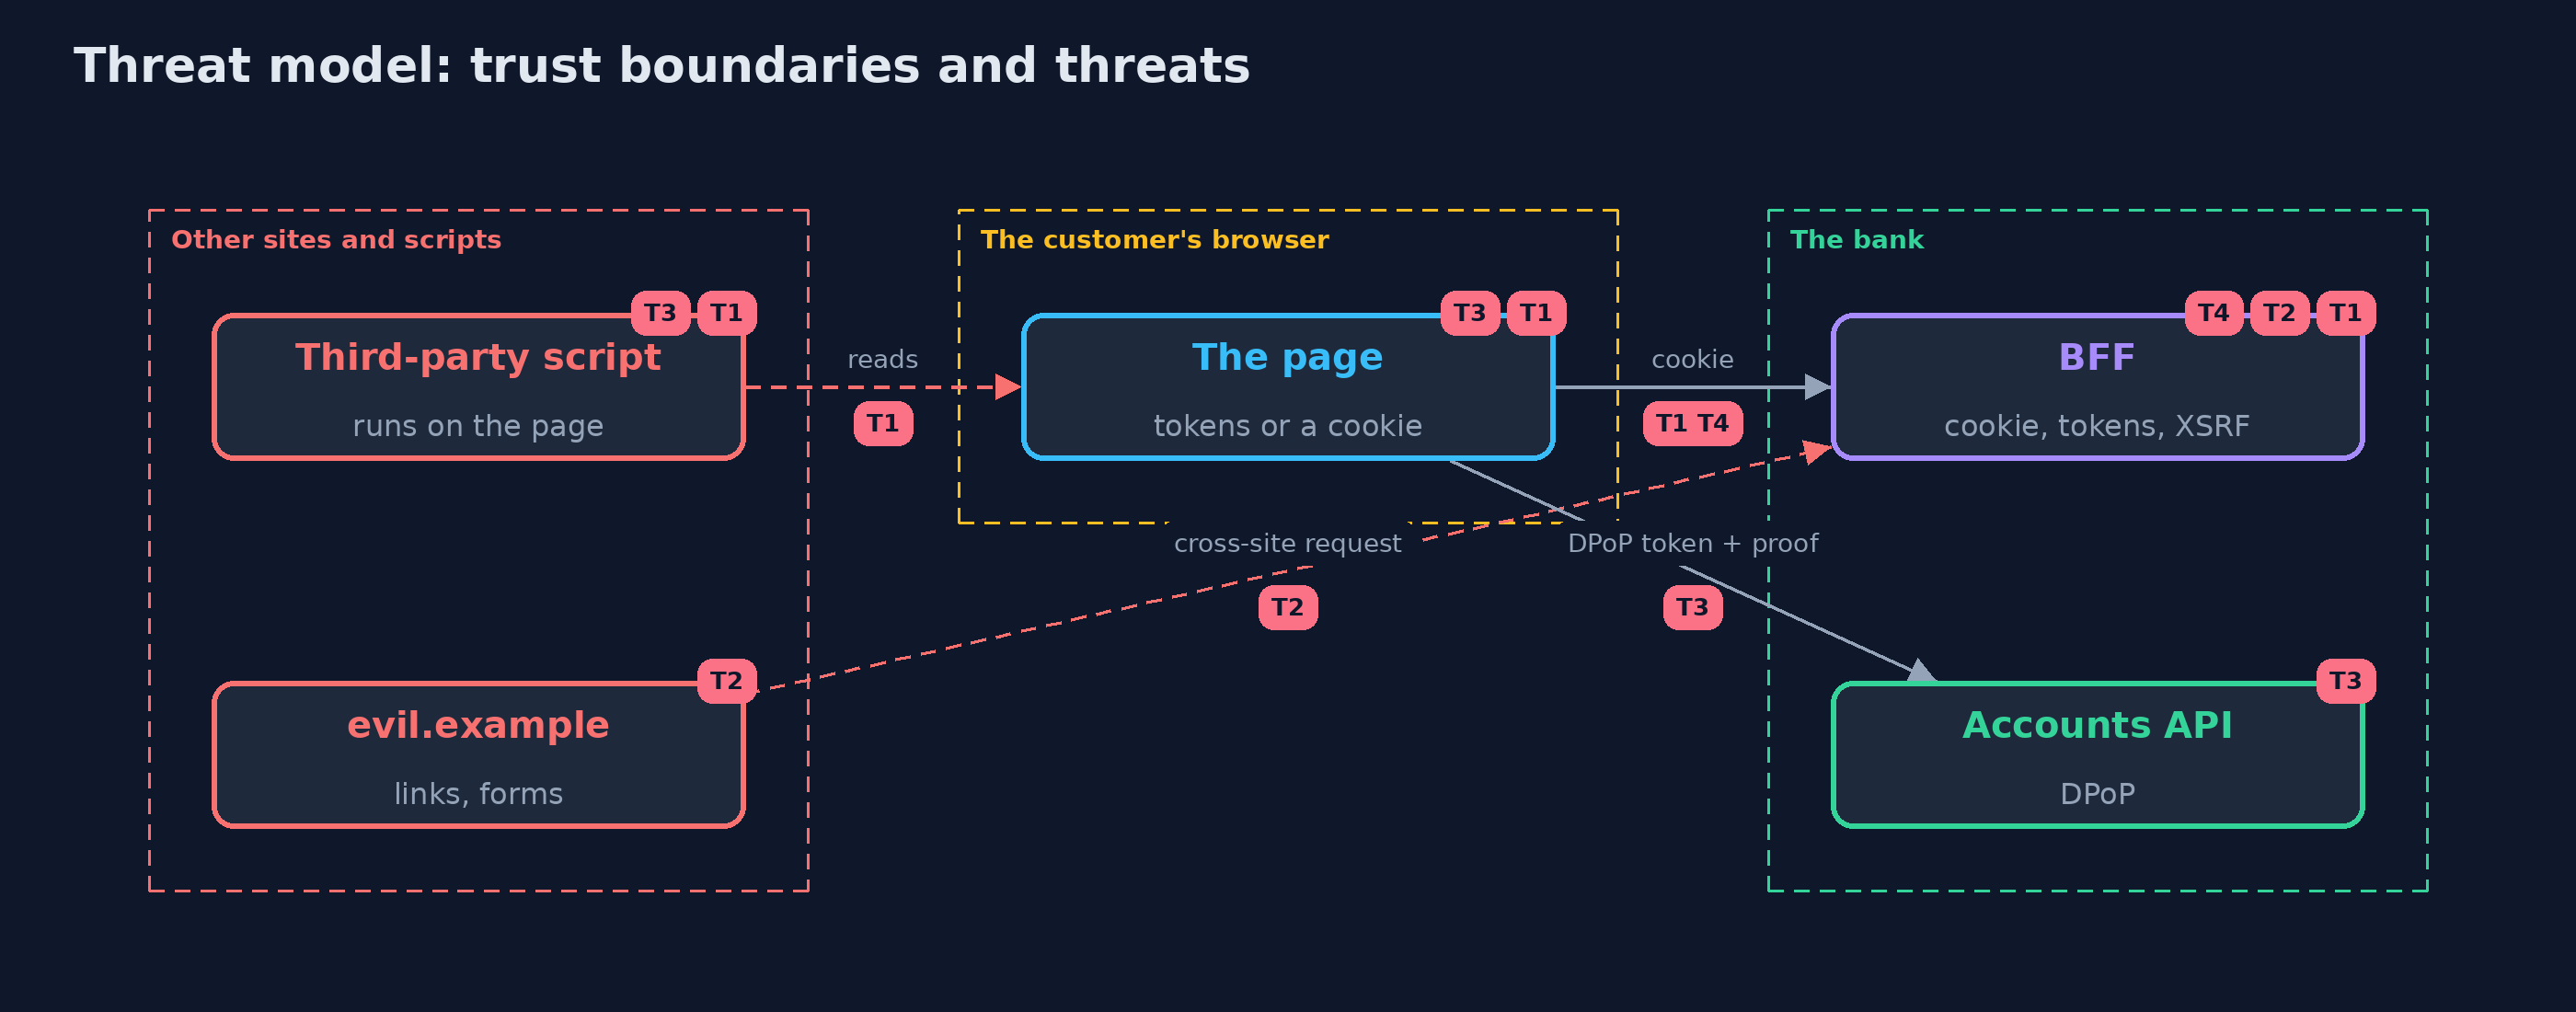 Threat model: trust boundaries and threats
Other sites and scripts
T3 T1
Third-party script
runs on the page
reads
T1
The customer's browser
T3 T1
The page
tokens or a cookie
cookie
T1 T4
The bank
T4 T2 T1
BFF
cookie, tokens, XSRF
cross-site request
T2
DPoP token + proof
T3
T2
evil.example
links, forms
T3
Accounts API
DPoP